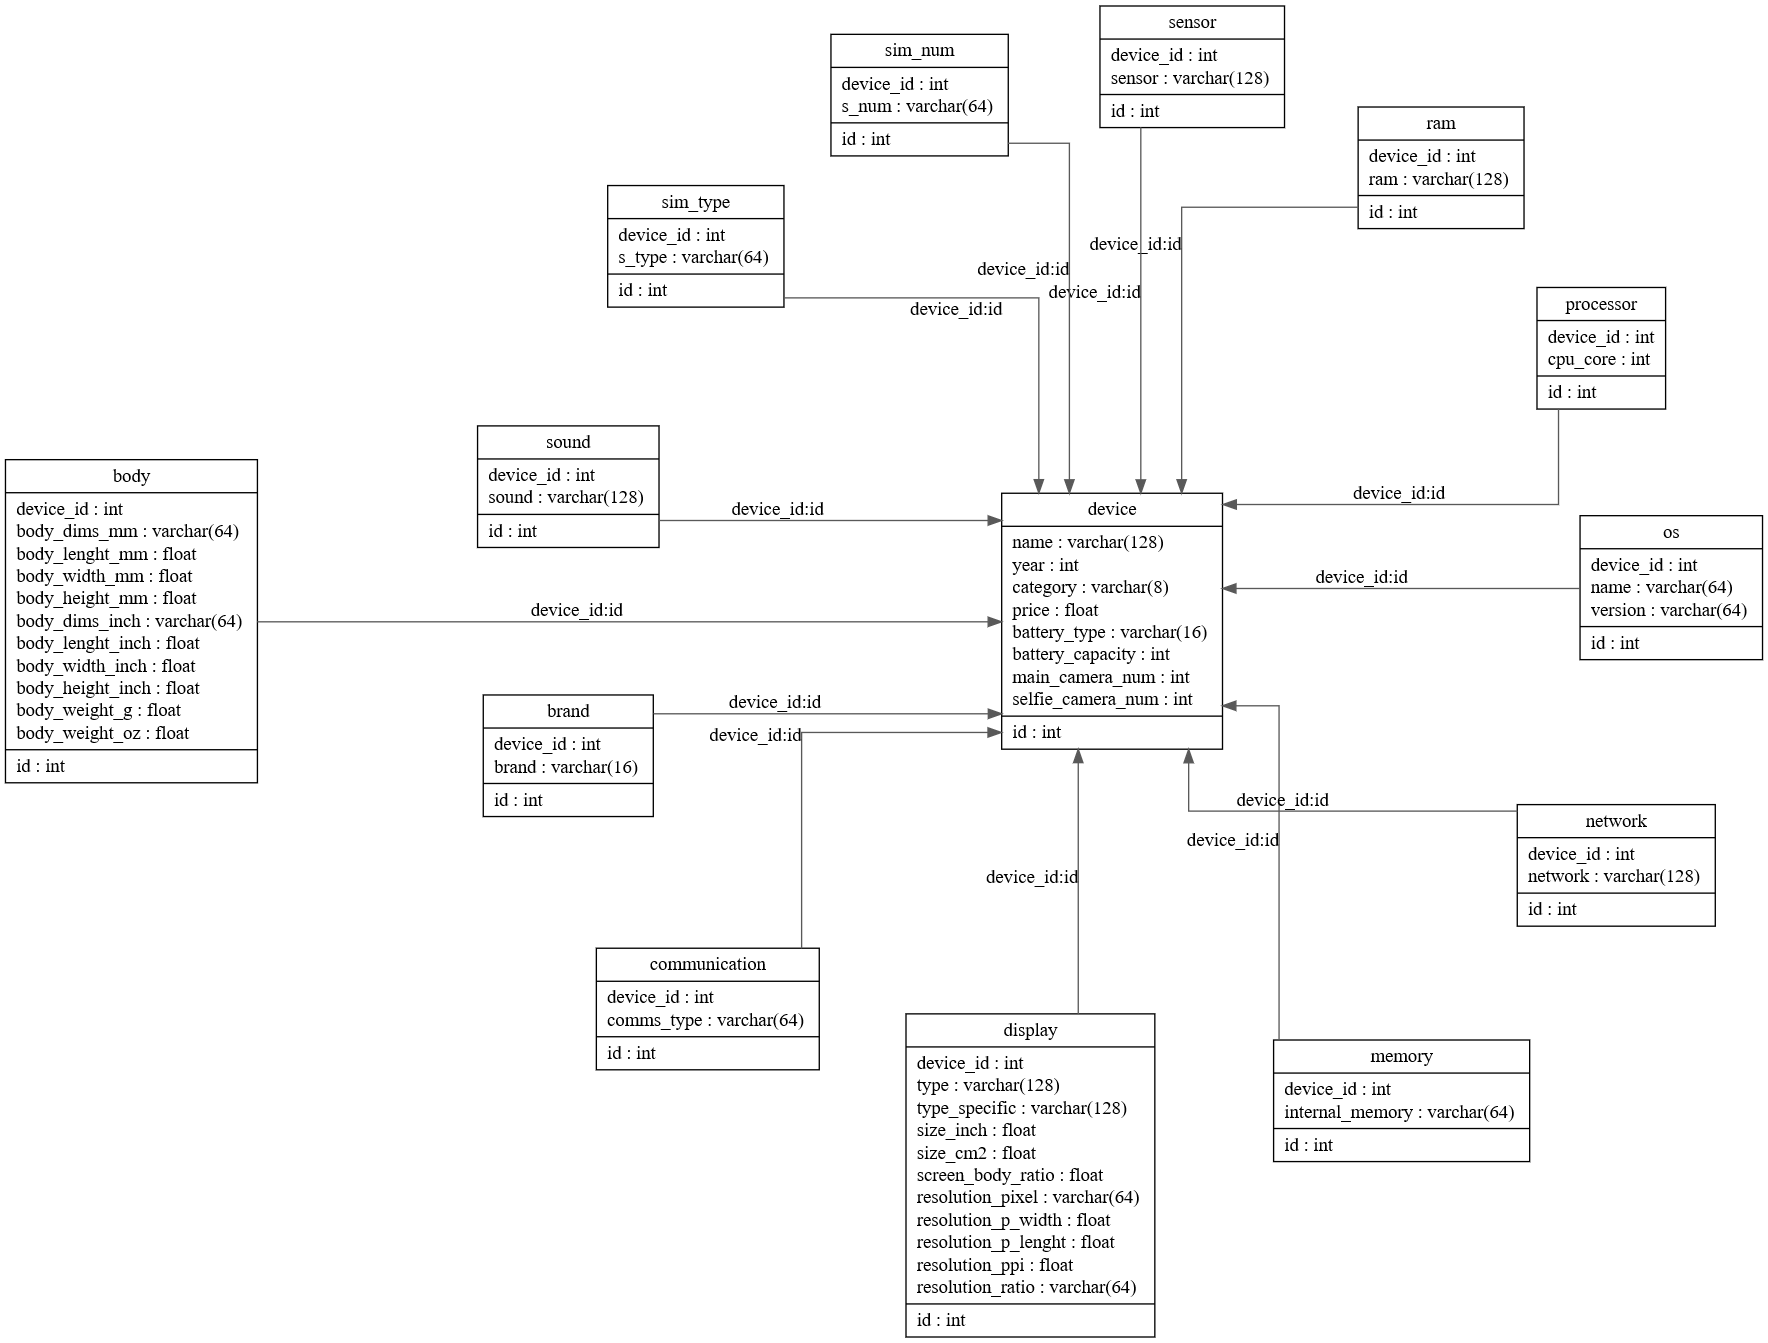 sensor
device_id : int
sensor : varchar(128)
id : int
sim_num
device_id : int
s_num : varchar(64)
id : int
ram
device_id : int
ram : varchar(128)
id : int
sim_type
device_id : int
s_type : varchar(64)
id : int
device_id:id
device_id:id
device_id:id
device_id:id
processor
device_id : int
cpu_core : int
id : int
sound
device_id : int
sound : varchar(128)
id : int
device_id:id
device_id:id
body
device_id : int
body_dims_mm : varchar(64)
body_lenght_mm : float
body_width_mm : float
body_height_mm : float
body_dims_inch : varchar(64)
body_lenght_inch : float
body_width_inch : float
body_height_inch : float
body_weight_g : float
body_weight_oz : float
id : int
device_id:id
device
name : varchar(128)
year : int
category : varchar(8)
price : float
battery_type : varchar(16)
battery_capacity : int
main_camera_num : int
selfie_camera_num : int
id : int
os
device_id : int
name : varchar(64)
version : varchar(64)
id : int
device_id:id
brand
device_id : int
brand : varchar(16)
id : int
device_id:id
device_id:id
network
device_id : int
network : varchar(128)
id : int
device_id:id
device_id:id
device_id:id
communication
device_id : int
comms_type : varchar(64)
id : int
display
device_id : int
type : varchar(128)
type_specific : varchar(128)
size_inch : float
size_cm2 : float
screen_body_ratio : float
resolution_pixel : varchar(64)
resolution_p_width : float
resolution_p_lenght : float
resolution_ppi : float
resolution_ratio : varchar(64)
id : int
memory
device_id : int
internal_memory : varchar(64)
id : int